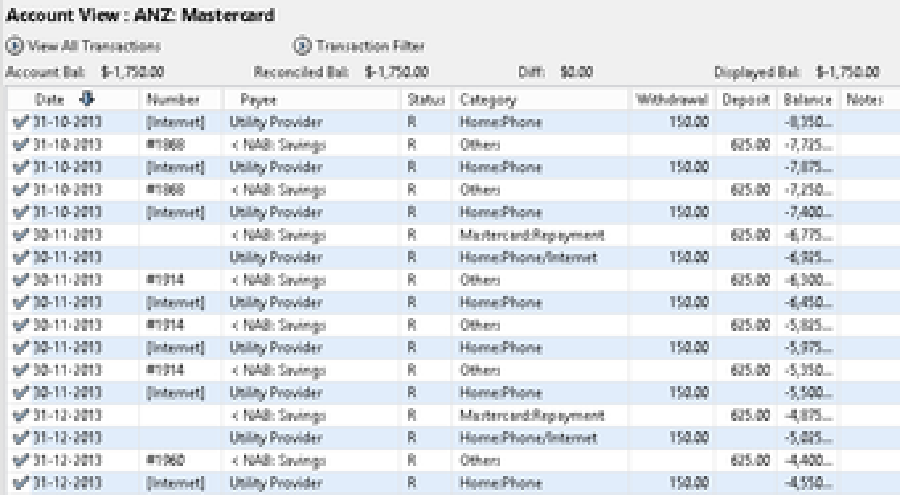 Account View : ANZ: Mastercard
View All Transactions Transaction Filter
Account Bal: $-1,750.00 Reconciled Bal: $-1,750.00 Diff: $0.00 Displayed Bal: $-1,750.00
Date Number Payee Status Category Withdrawal Deposit Balance Notes
31-10-2013 [Internet] Utility Provider R Home:Phone 150.00 -8,350...
31-10-2013 #1868 < NAB: Savings R Others 625.00 -7,725...
31-10-2013 [Internet] Utility Provider R Home:Phone 150.00 -7,875...
31-10-2013 #1868 < NAB: Savings R Others 625.00 -7,250...
31-10-2013 [Internet] Utility Provider R Home:Phone 150.00 -7,400...
30-11-2013 < NAB: Savings R Mastercard:Repayment 625.00 -6,775...
30-11-2013 Utility Provider R Home:Phone/Internet 150.00 -6,925...
30-11-2013 #1914 < NAB: Savings R Others 625.00 -6,300...
30-11-2013 [Internet] Utility Provider R Home:Phone 150.00 -6,450...
30-11-2013 #1914 < NAB: Savings R Others 625.00 -5,825...
30-11-2013 [Internet] Utility Provider R Home:Phone 150.00 -5,975...
30-11-2013 #1914 < NAB: Savings R Others 625.00 -5,350...
30-11-2013 [Internet] Utility Provider R Home:Phone 150.00 -5,500...
31-12-2013 < NAB: Savings R Mastercard:Repayment 625.00 -4,875...
31-12-2013 Utility Provider R Home:Phone/Internet 150.00 -5,025...
31-12-2013 #1960 < NAB: Savings R Others 625.00 -4,400...
31-12-2013 [Internet] Utility Provider R Home:Phone 150.00 -4,550...